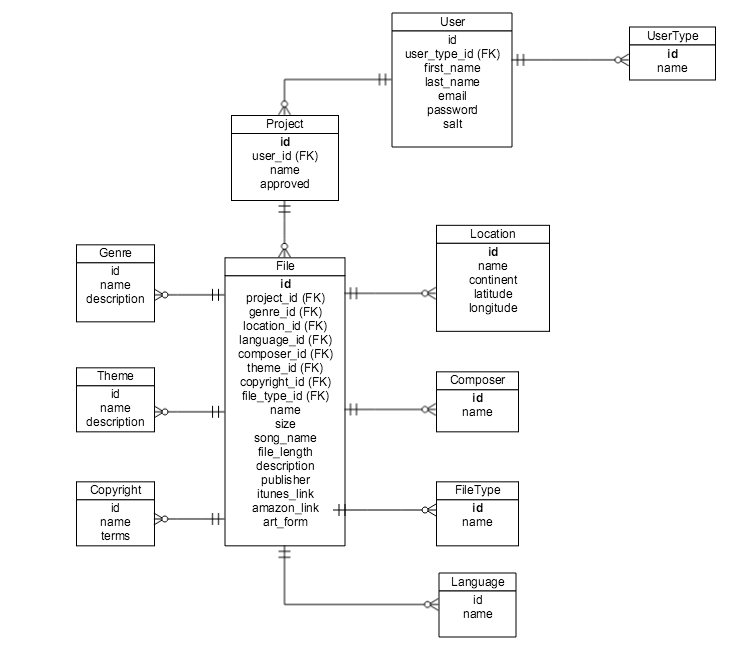 User
id
user_type_id (FK)
first_name
last_name
email
password
salt
UserType
id
name
Project
id
user_id (FK)
name
approved
Genre
id
name
description
File
id
project_id (FK)
genre_id (FK)
location_id (FK)
language_id (FK)
composer_id (FK)
theme_id (FK)
copyright_id (FK)
file_type_id (FK)
name
size
song_name
file_length
description
publisher
itunes_link
amazon_link
art_form
Location
id
name
continent
latitude
longitude
Theme
id
name
description
Composer
id
name
Copyright
id
name
terms
FileType
id
name
Language
id
name